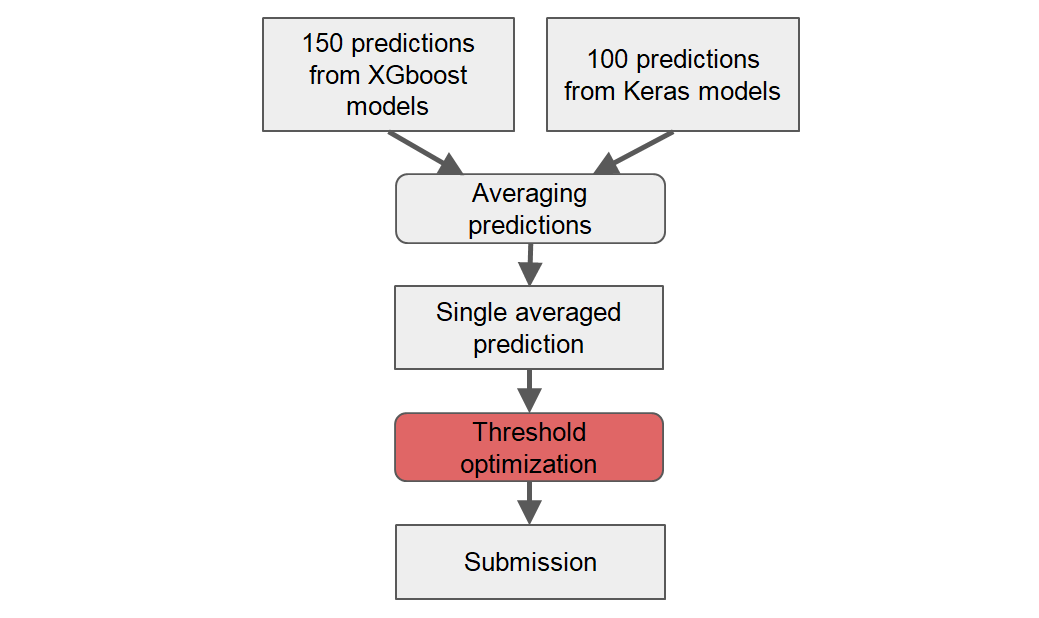 150 predictions
from XGboost
models
100 predictions
from Keras models
Averaging
predictions
Single averaged
prediction
Threshold
optimization
Submission